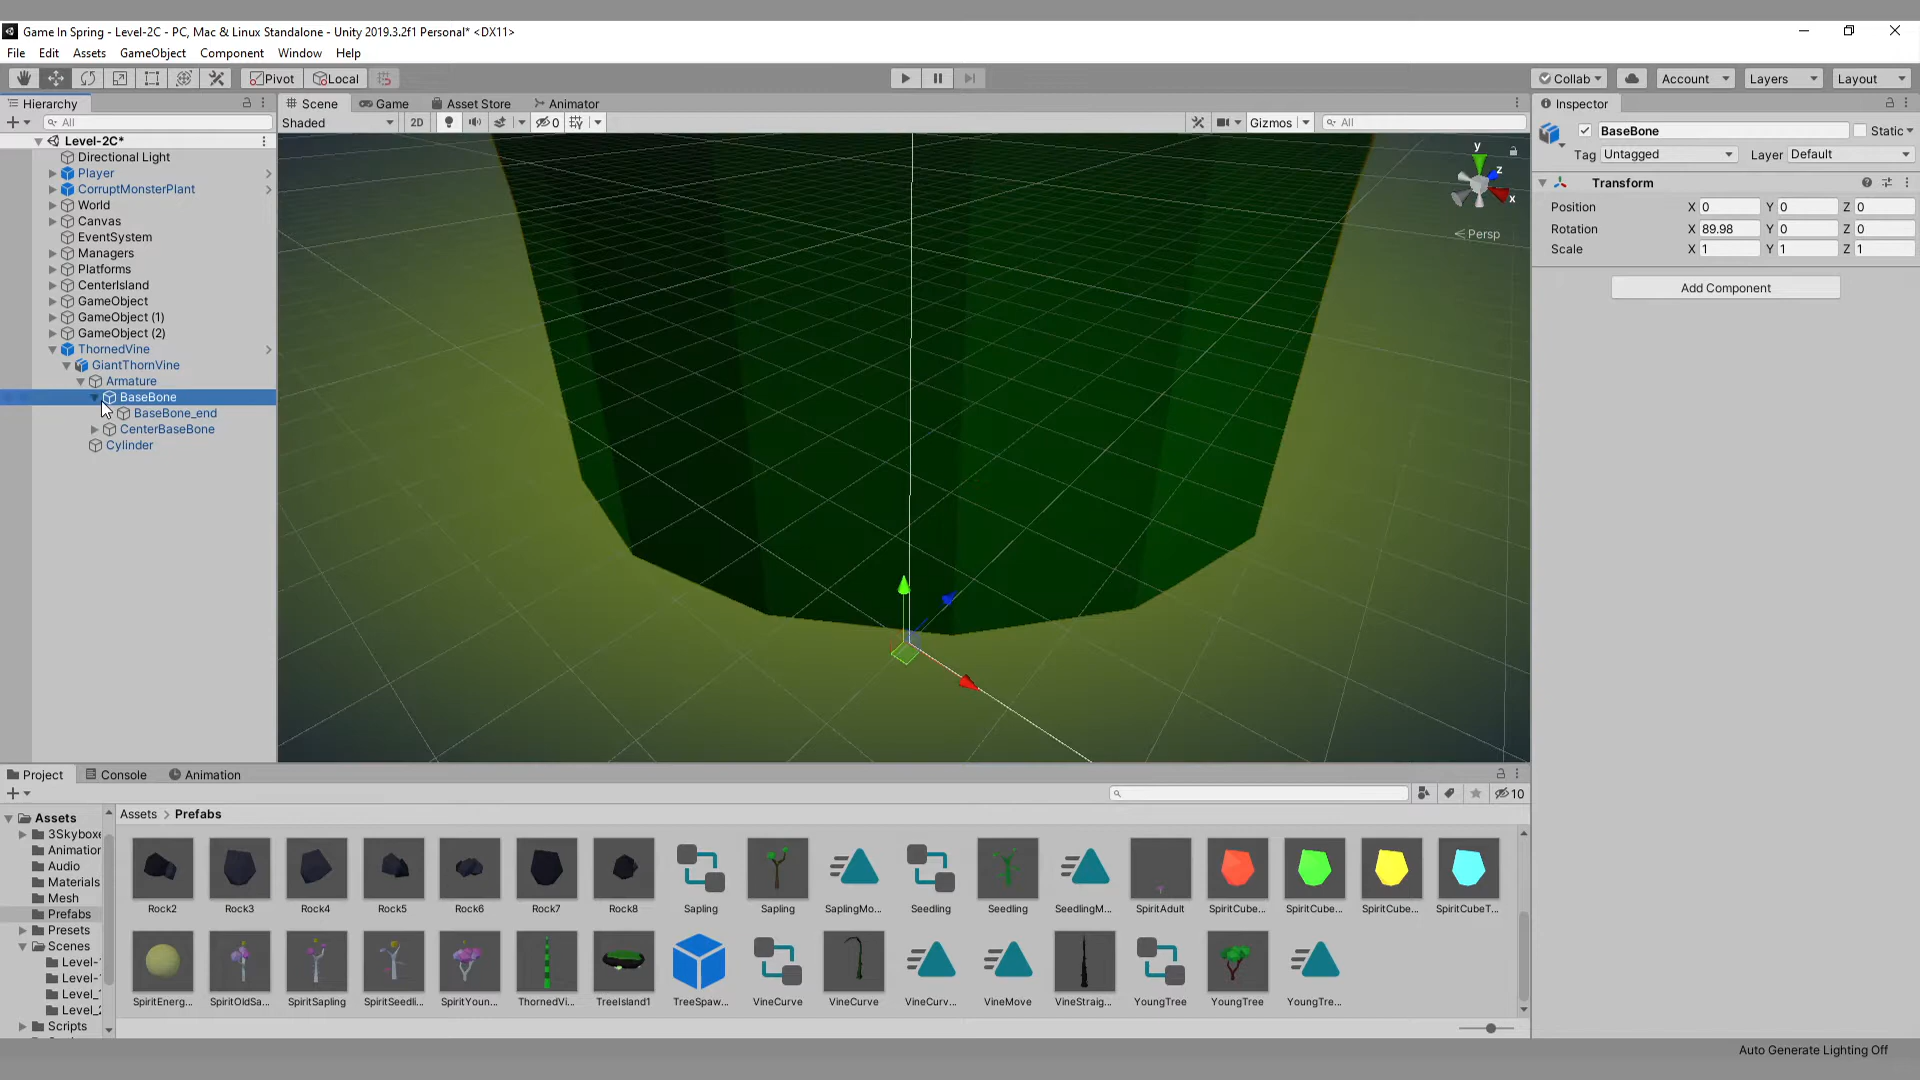 Game In Spring - Level-2C - PC, Mac & Linux Standalone - Unity 2019.3.2f1 Personal* <DX11>
File Edit Assets GameObject Component Window Help
Pivot Local Collab Account Layers Layout
Hierarchy
All
Level-2C*
Directional Light
Player
CorruptMonsterPlant
World
Canvas
EventSystem
Managers
Platforms
CenterIsland
GameObject
GameObject (1)
GameObject (2)
ThornedVine
GiantThornVine
Armature
BaseBone
BaseBone_end
CenterBaseBone
Cylinder
Scene Game Asset Store Animator
Shaded 2D 0 Gizmos All
y
z
x
Persp
Inspector
BaseBone Static
Tag Untagged Layer Default
Transform
Position X 0 Y 0 Z 0
Rotation X 89.98 Y 0 Z 0
Scale X 1 Y 1 Z 1
Add Component
Project Console Animation
10
Assets
3Skyboxe
Animation
Audio
Materials
Mesh
Prefabs
Presets
Scenes
Level-
Level-
Level_
Level_2
Scripts
Assets > Prefabs
Rock2 Rock3 Rock4 Rock5 Rock6 Rock7 Rock8 Sapling Sapling SaplingMo... Seedling Seedling SeedlingM... SpiritAdult SpiritCube... SpiritCube... SpiritCube... SpiritCubeT...
SpiritEnerg... SpiritOldSa... SpiritSapling SpiritSeedli... SpiritYoun... ThornedVi... TreeIsland1 TreeSpaw... VineCurve VineCurve VineCurv... VineMove VineStraig... YoungTree YoungTree YoungTre...
Auto Generate Lighting Off